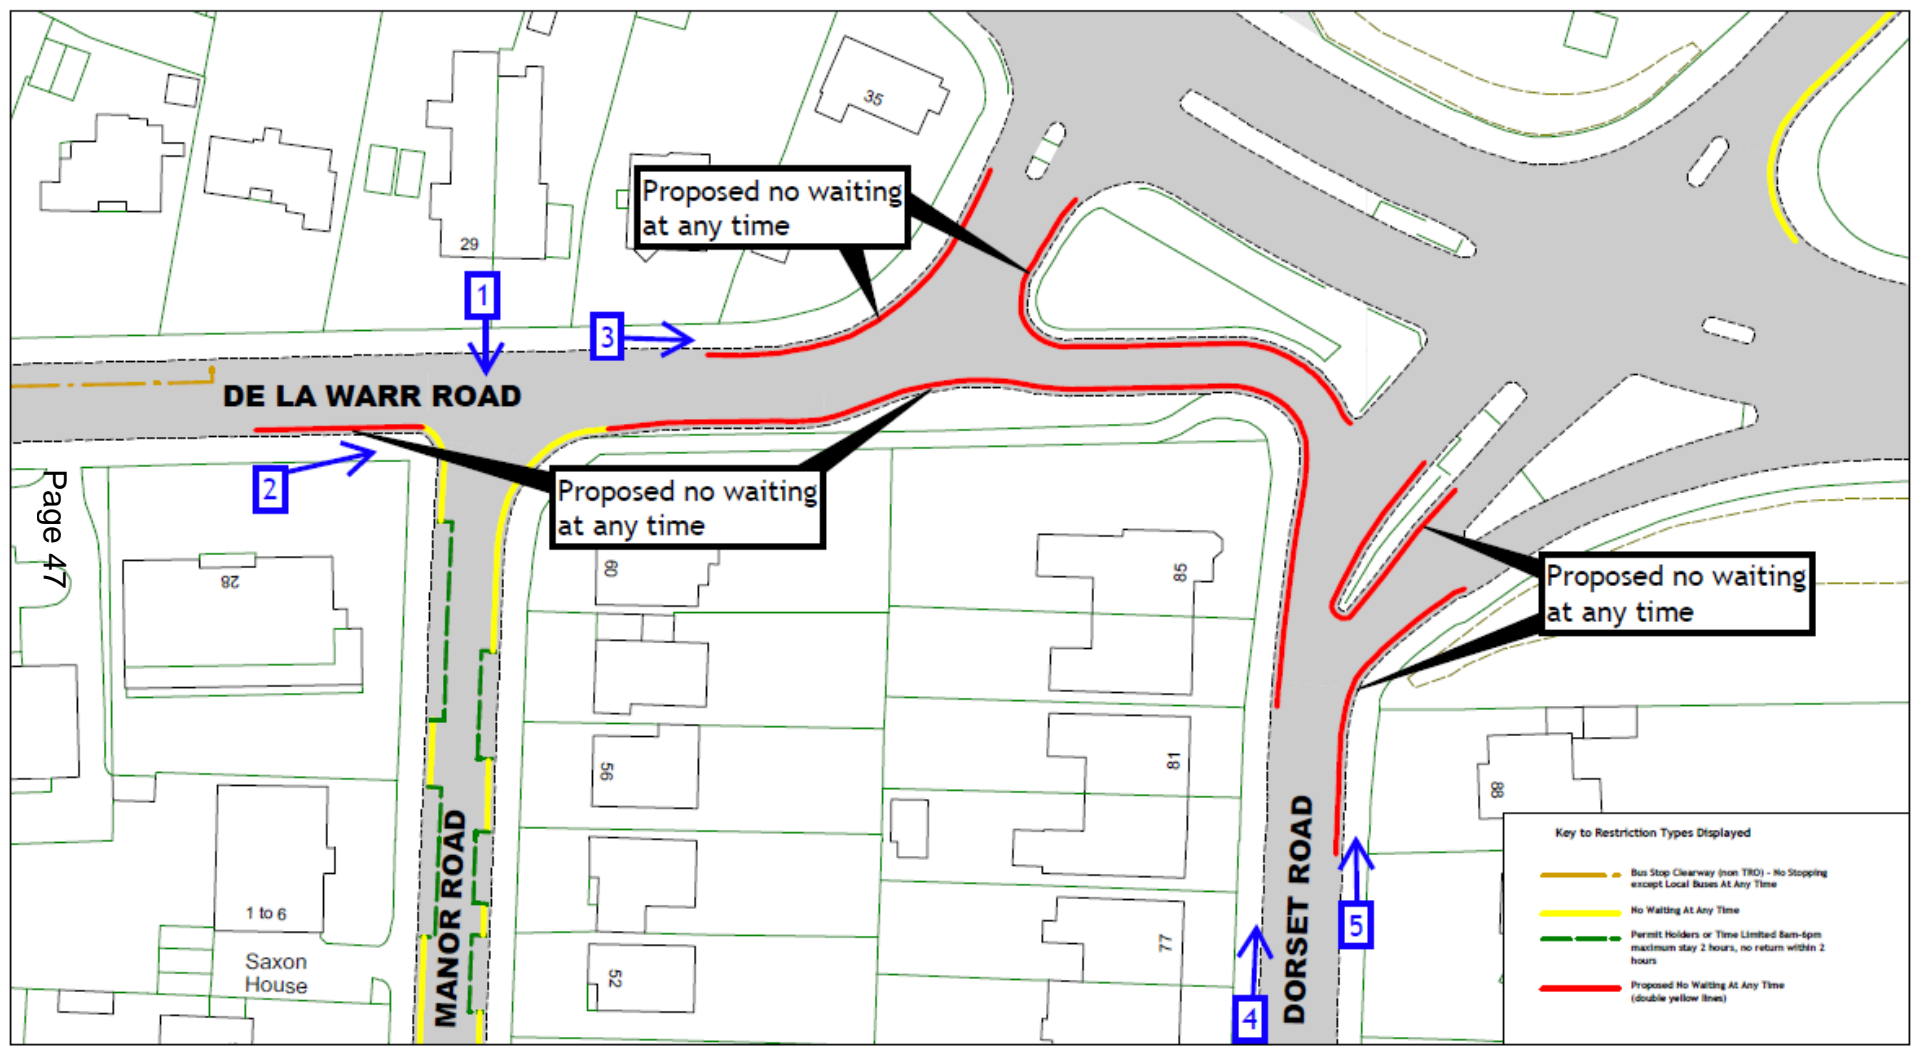 35
Proposed no waiting
at any time
29
1
3
DE LA WARR ROAD
2
Page 47
Proposed no waiting
at any time
28
60
85
Proposed no waiting
at any time
56
81
88
MANOR ROAD
DORSET ROAD
1 to 6
Saxon
House
52
77
4
5
Key to Restriction Types Displayed
Bus Stop Clearway (non TRO) - No Stopping
except Local Buses At Any Time
No Waiting At Any Time
Permit Holders or Time Limited 8am-6pm
maximum stay 2 hours, no return within 2
hours
Proposed No Waiting At Any Time
(double yellow lines)